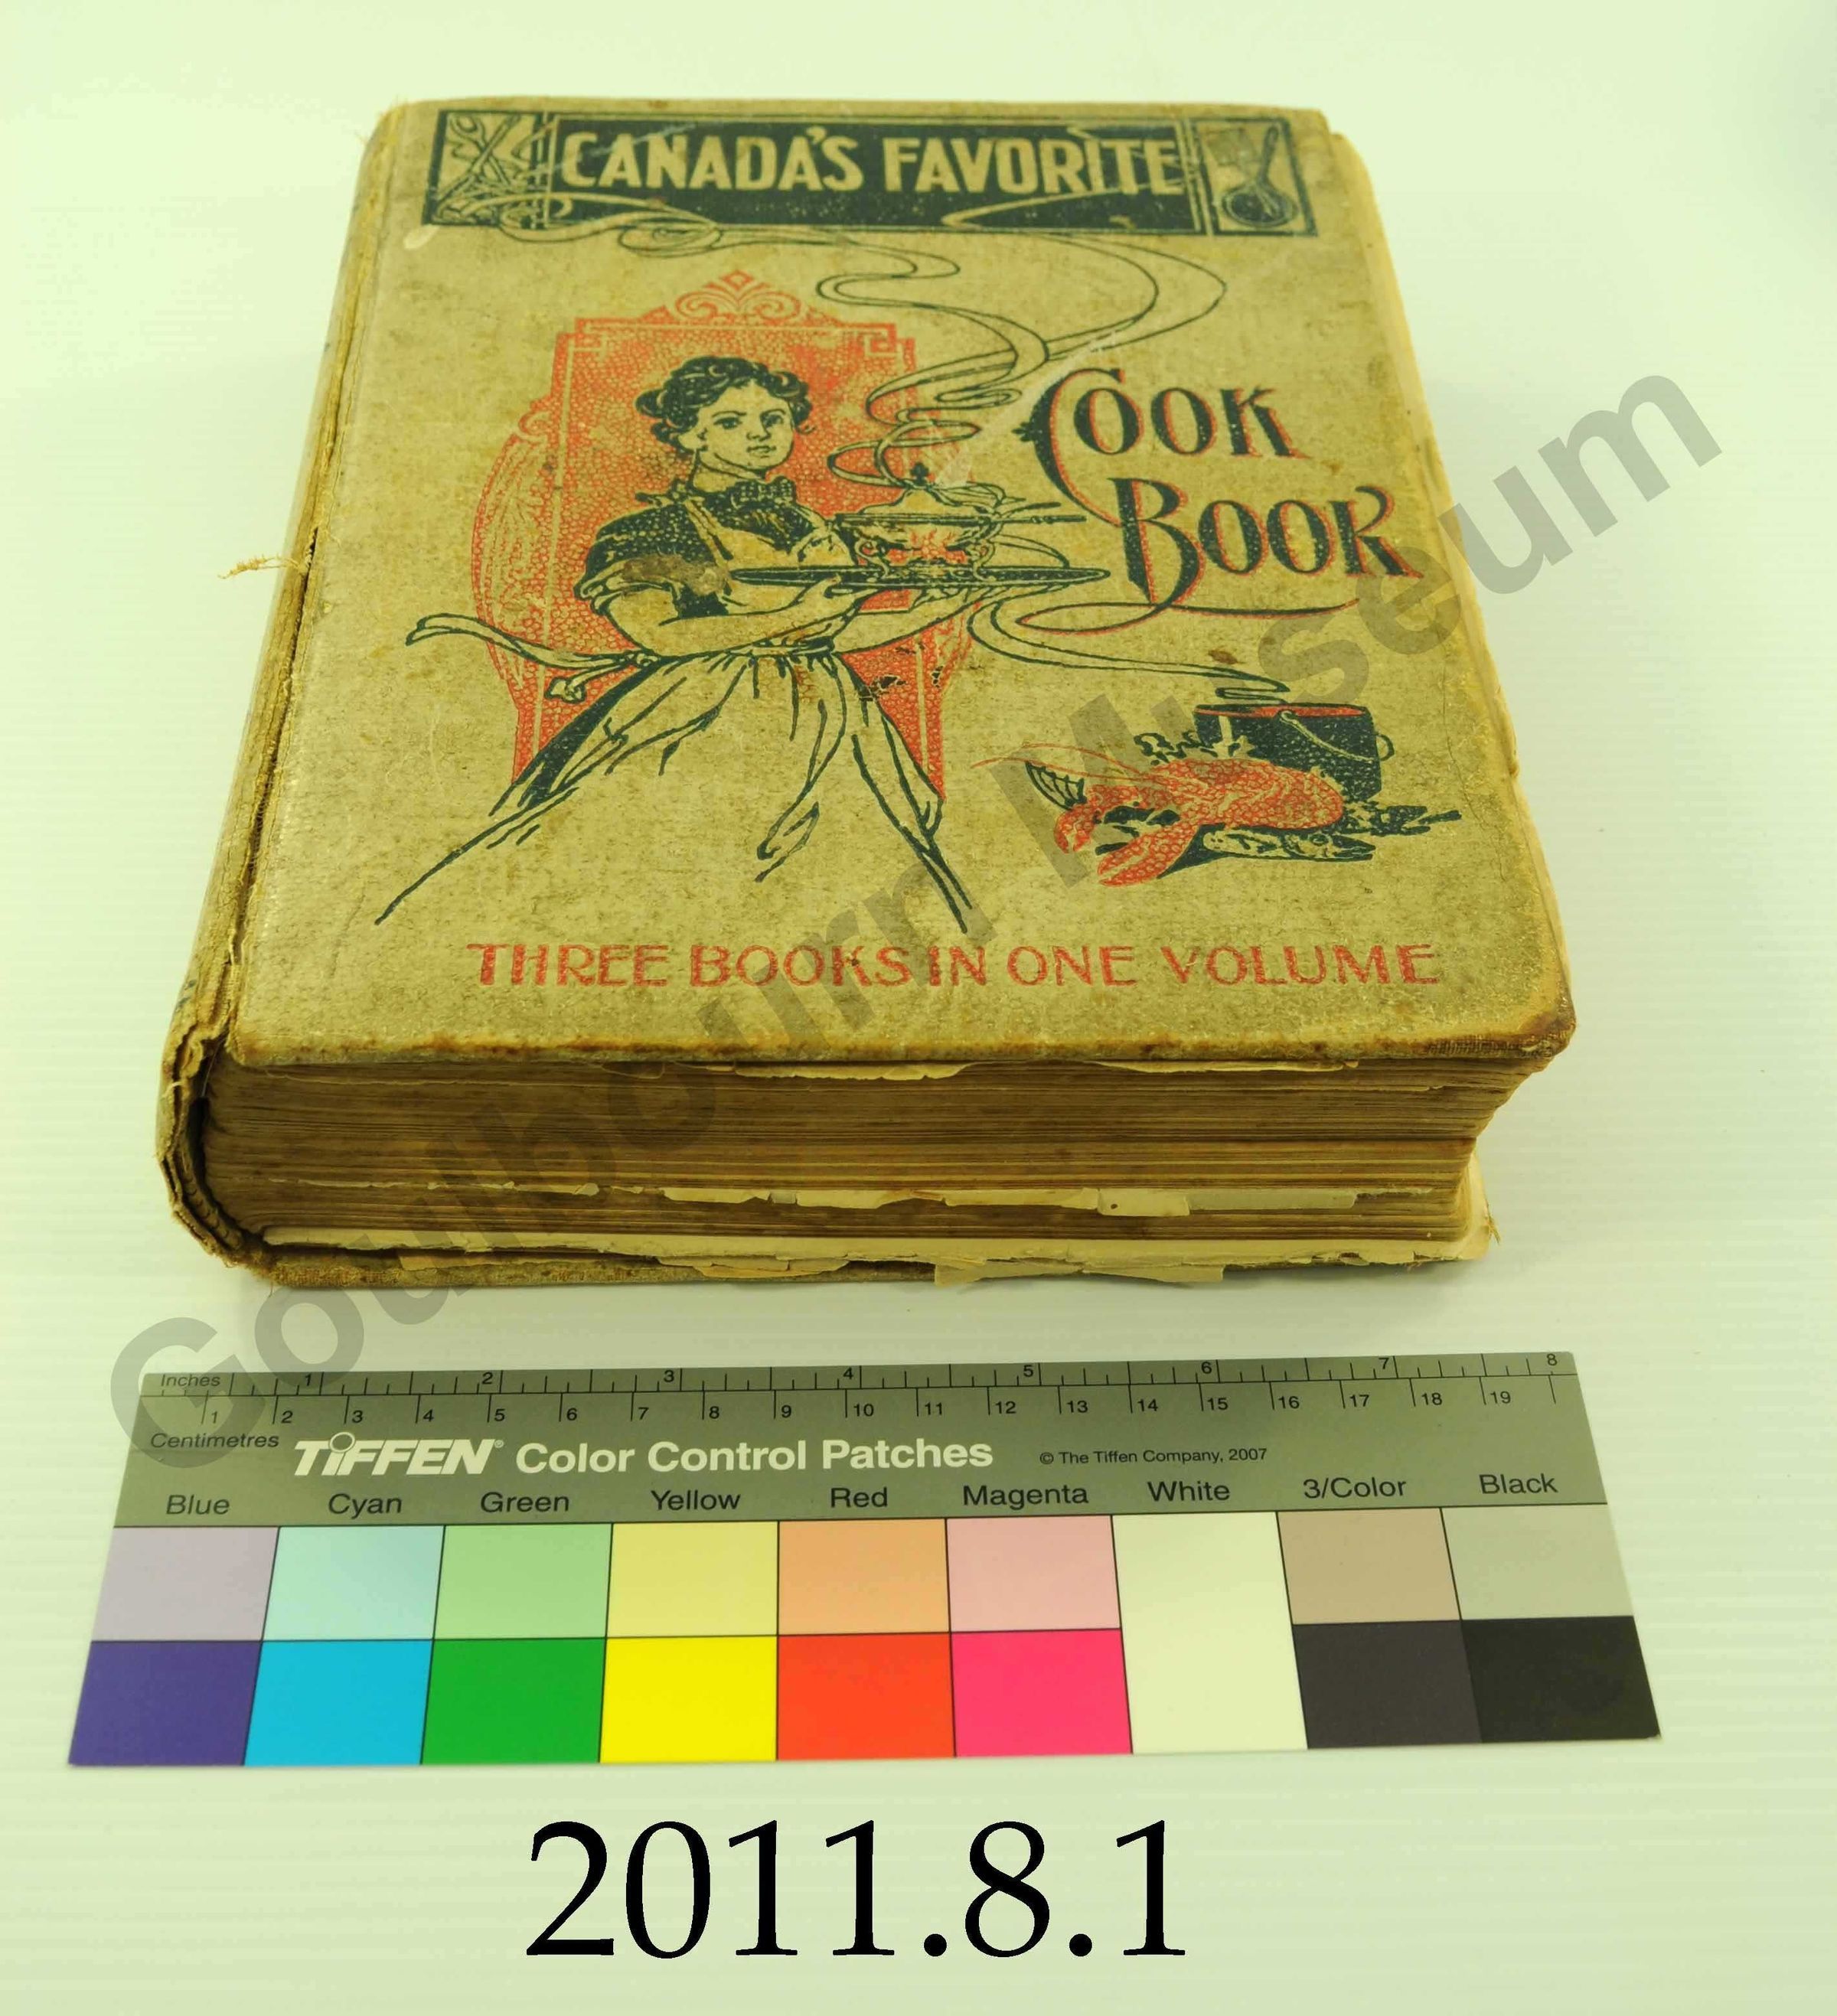 CANADA'S FAVORITE
COOK
BOOK
THREE BOOKS IN ONE VOLUME
Goulbourn Museum
Inches 1 2 3 4 5 6 7 8
1 2 3 4 5 6 7 8 9 10 11 12 13 14 15 16 17 18 19
Centimetres
TIFFEN® Color Control Patches © The Tiffen Company, 2007
Blue Cyan Green Yellow Red Magenta White 3/Color Black
2011.8.1